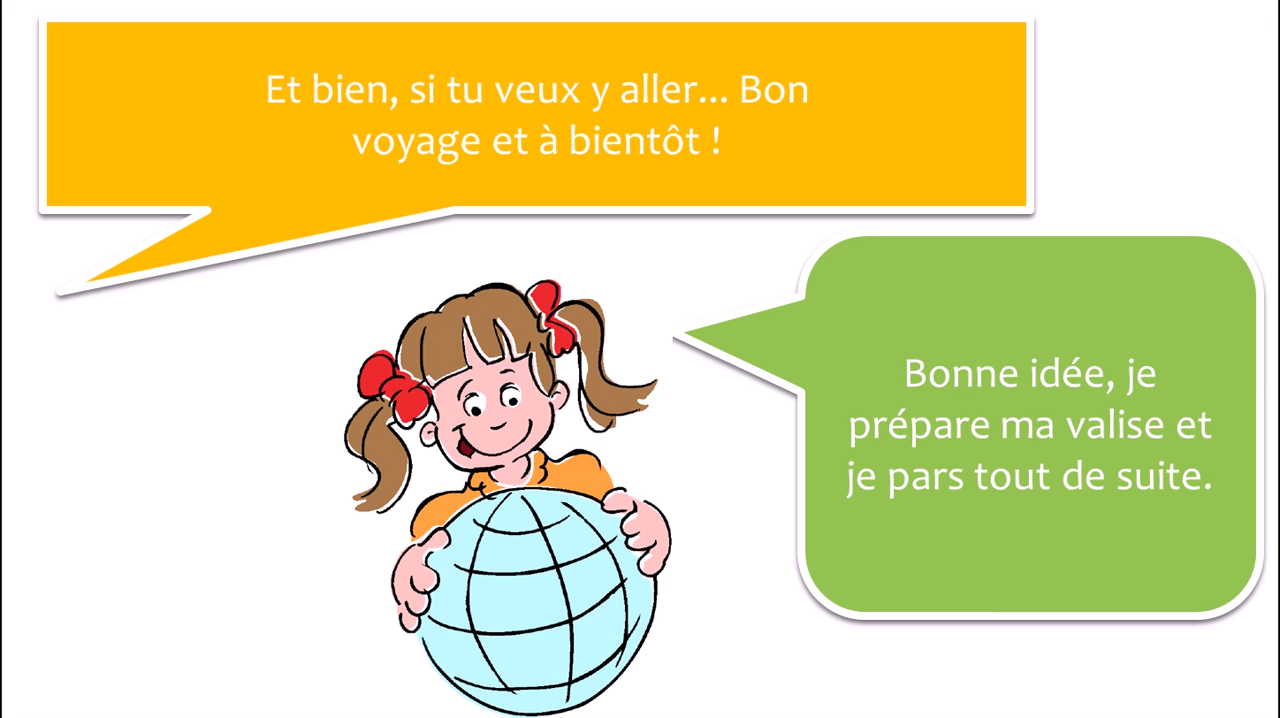 Et bien, si tu veux y aller... Bon
voyage et à bientôt !
Bonne idée, je
prépare ma valise et
je pars tout de suite.